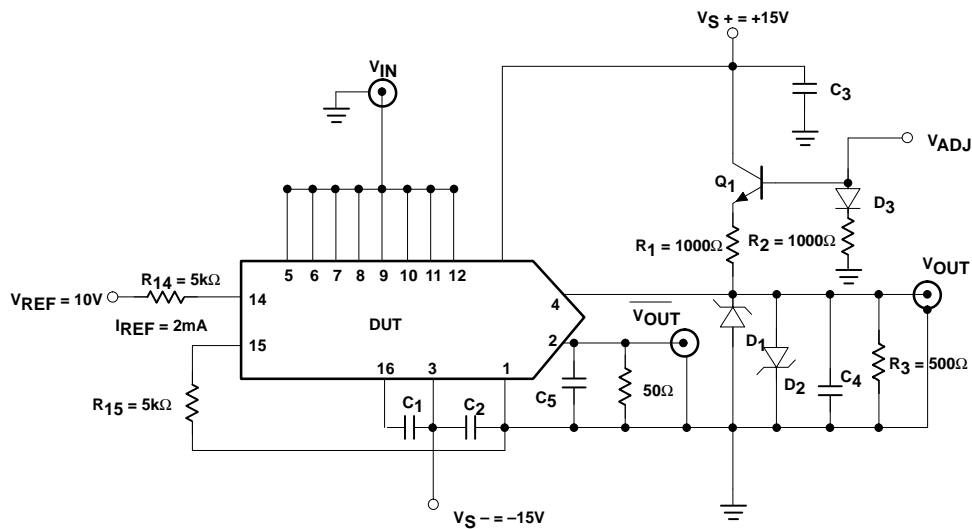 VS + = +15V
VIN
C3
VADJ
Q1
D3
R1 = 1000Ω
R2 = 1000Ω
5 6 7 8 9 10 11 12
R14 = 5kΩ
VREF = 10V
14
4
VOUT
VOUT
IREF = 2mA
DUT
15
2
D1
D2
R3 = 500Ω
16 3 1
R15 = 5kΩ
C1
C2
C5
50Ω
C4
VS – = –15V